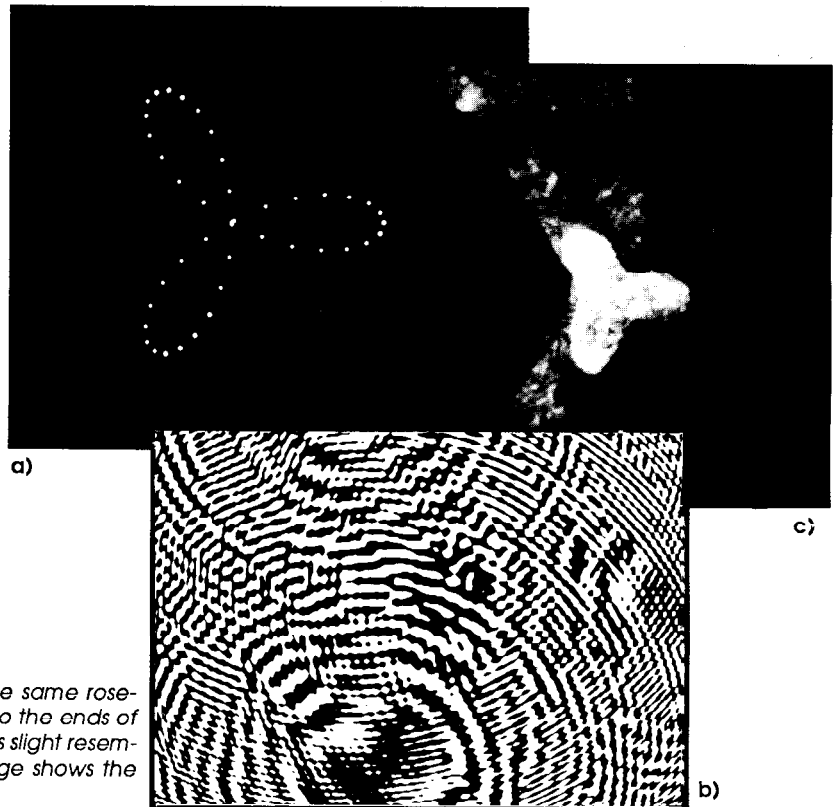 a)
c)
e same rose-
o the ends of
s slight resem-
ge shows the
b)